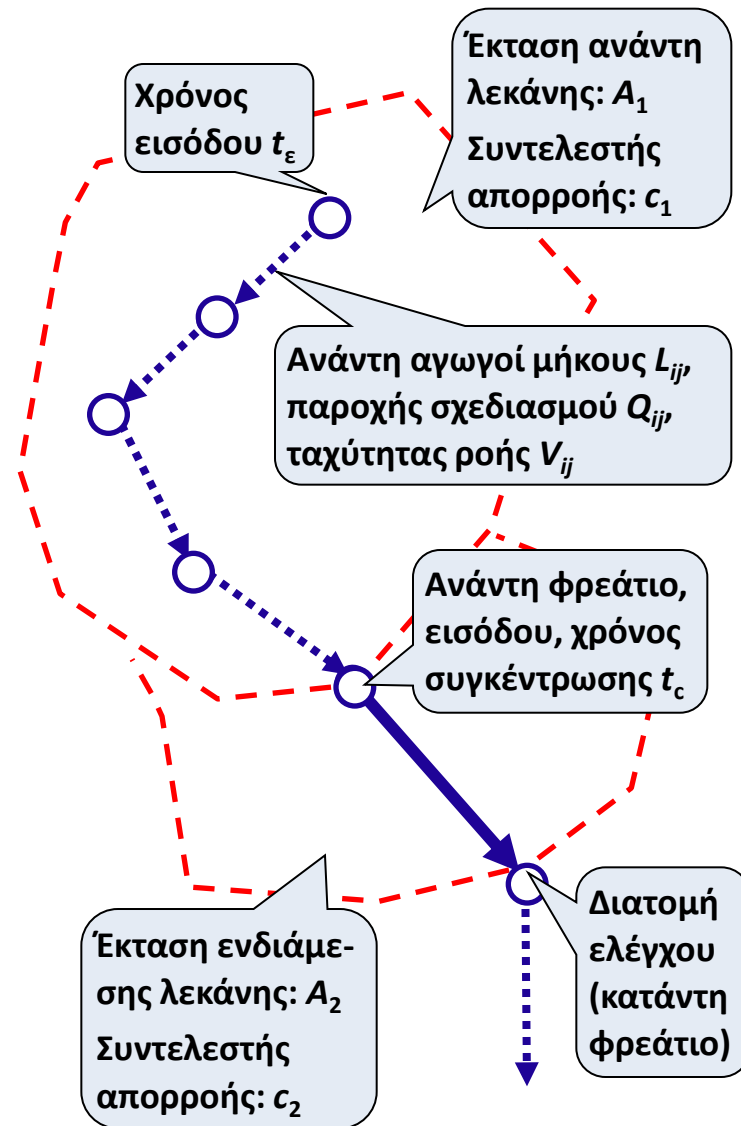 Χρόνος
εισόδου tε
Έκταση ανάντη
λεκάνης: A1
Συντελεστής
απορροής: c1
Ανάντη αγωγοί μήκους Lij,
παροχής σχεδιασμού Qij,
ταχύτητας ροής Vij
Ανάντη φρεάτιο,
εισόδου, χρόνος
συγκέντρωσης tc
Έκταση ενδιάμε-
σης λεκάνης: A2
Συντελεστής
απορροής: c2
Διατομή
ελέγχου
(κατάντη
φρεάτιο)